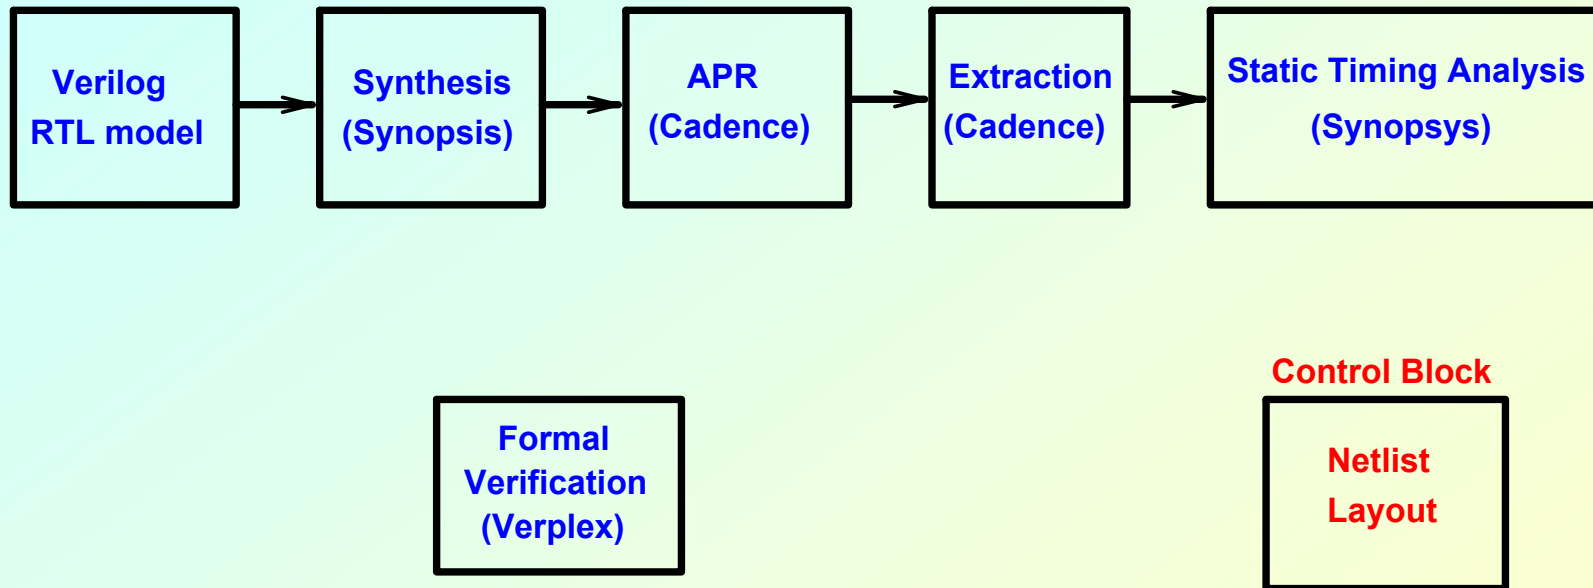 Verilog
RTL model
Synthesis
(Synopsis)
APR
(Cadence)
Extraction
(Cadence)
Static Timing Analysis
(Synopsys)
Formal
Verification
(Verplex)
Control Block
Netlist
Layout